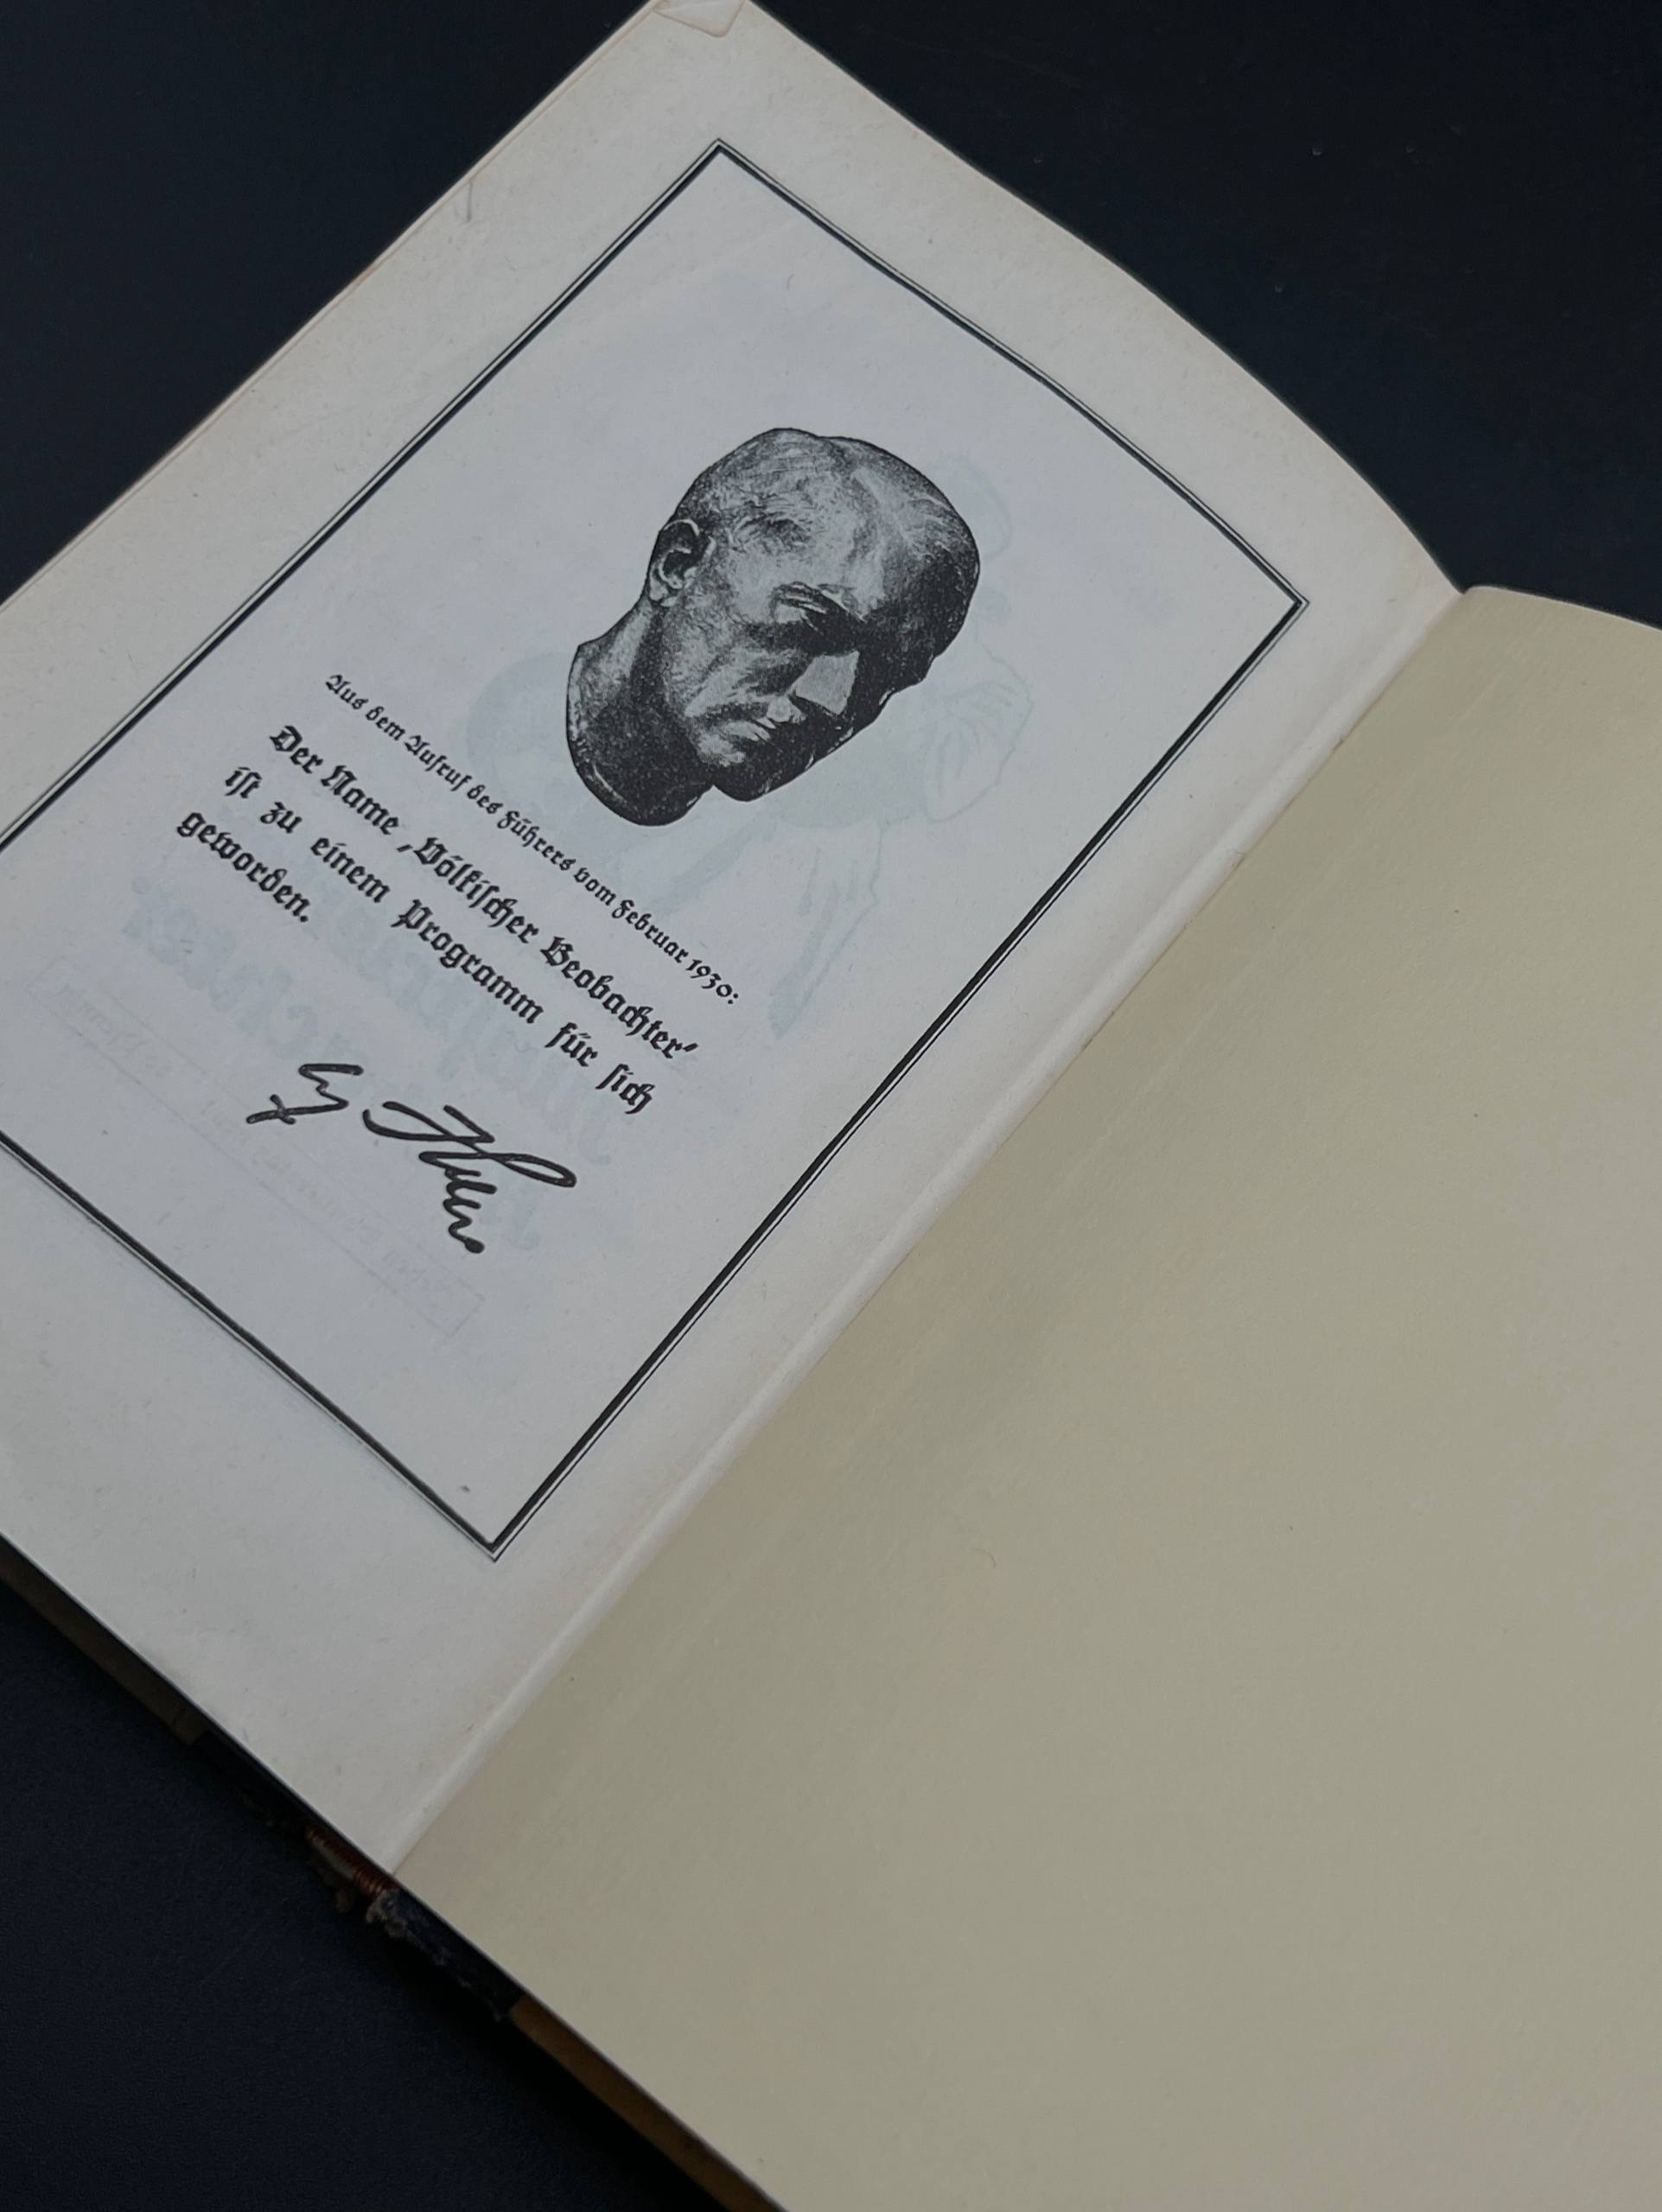 Aus dem Aufruf des Führers vom Februar 1930:
Der Name ‚Völkischer Beobachter‘
ist zu einem Programm für sich
geworden.